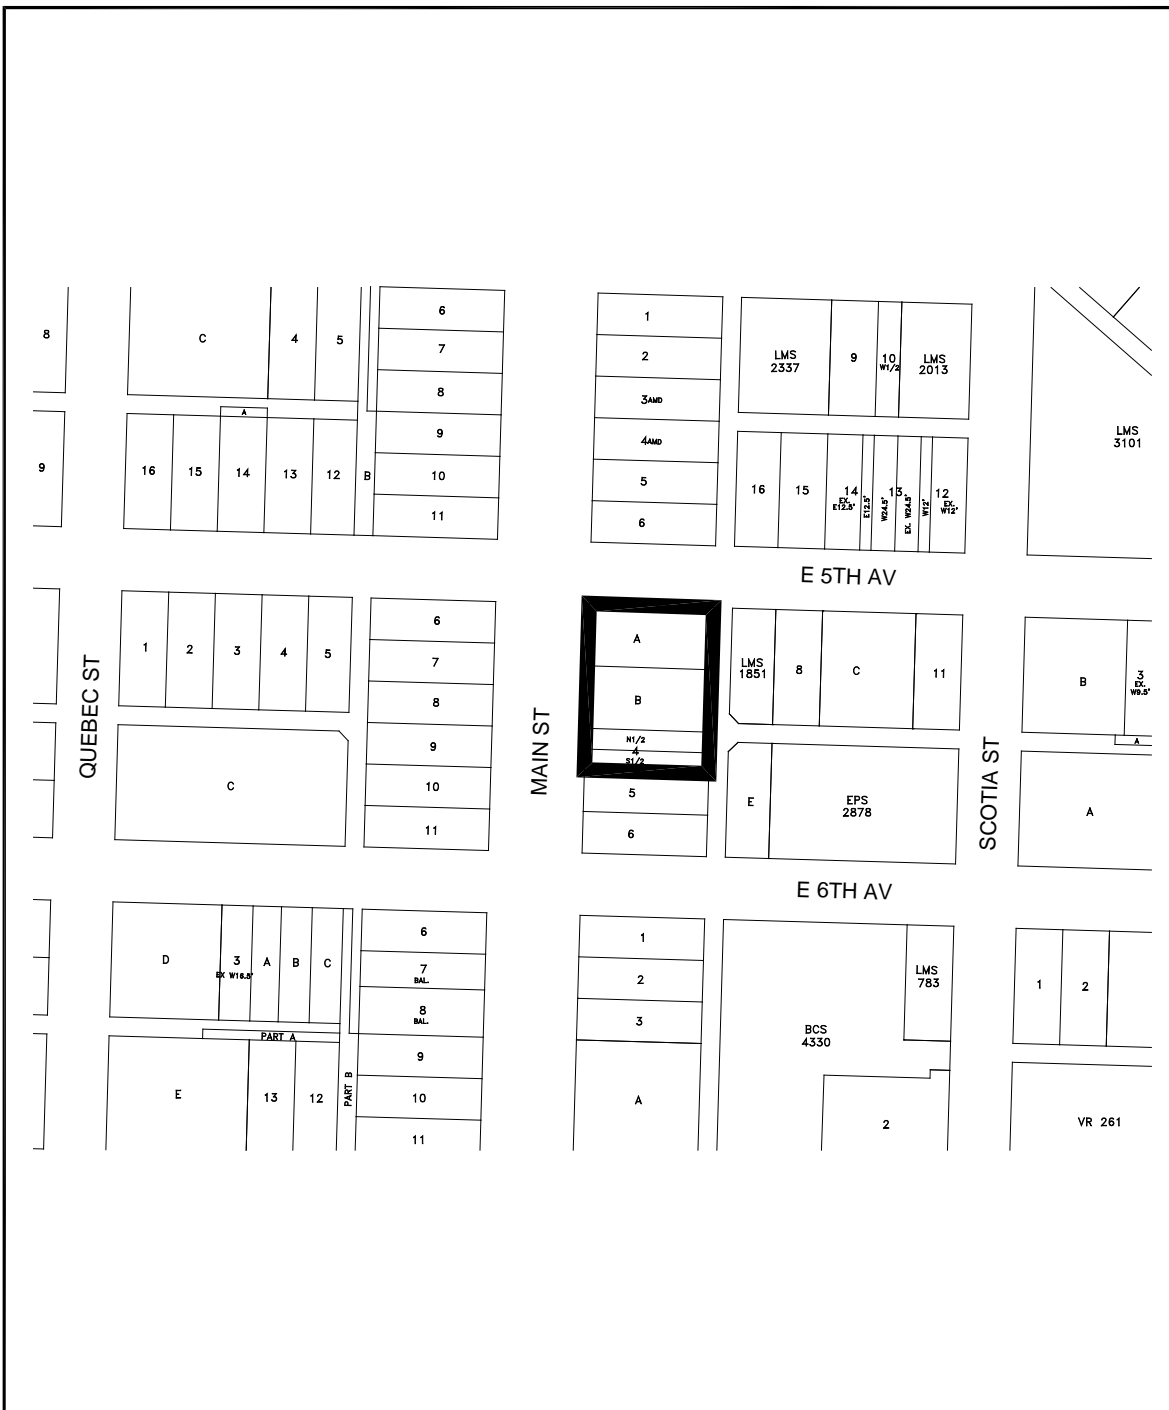 8
C
4
5
A
9
16
15
14
13
12
B
6
7
8
9
10
11
1
2
3AMD
4AMD
5
6
LMS
2337
9
10
W1/2
LMS
2013
16
15
14
EX.
E12.5'
E12.5'
13
W24.5'
EX. W24.5'
W12'
12
EX.
W12'
LMS
3101
E 5TH AV
QUEBEC ST
1
2
3
4
5
C
6
7
8
9
10
11
MAIN ST
A
B
N1/2
4
S1/2
5
6
LMS
1851
8
C
11
E
EPS
2878
SCOTIA ST
B
3
EX.
W9.5'
A
A
E 6TH AV
D
3
EX W16.5'
A
B
C
PART A
E
13
12
PART B
6
7
BAL.
8
BAL.
9
10
11
1
2
3
A
BCS
4330
LMS
783
2
1
2
VR 261